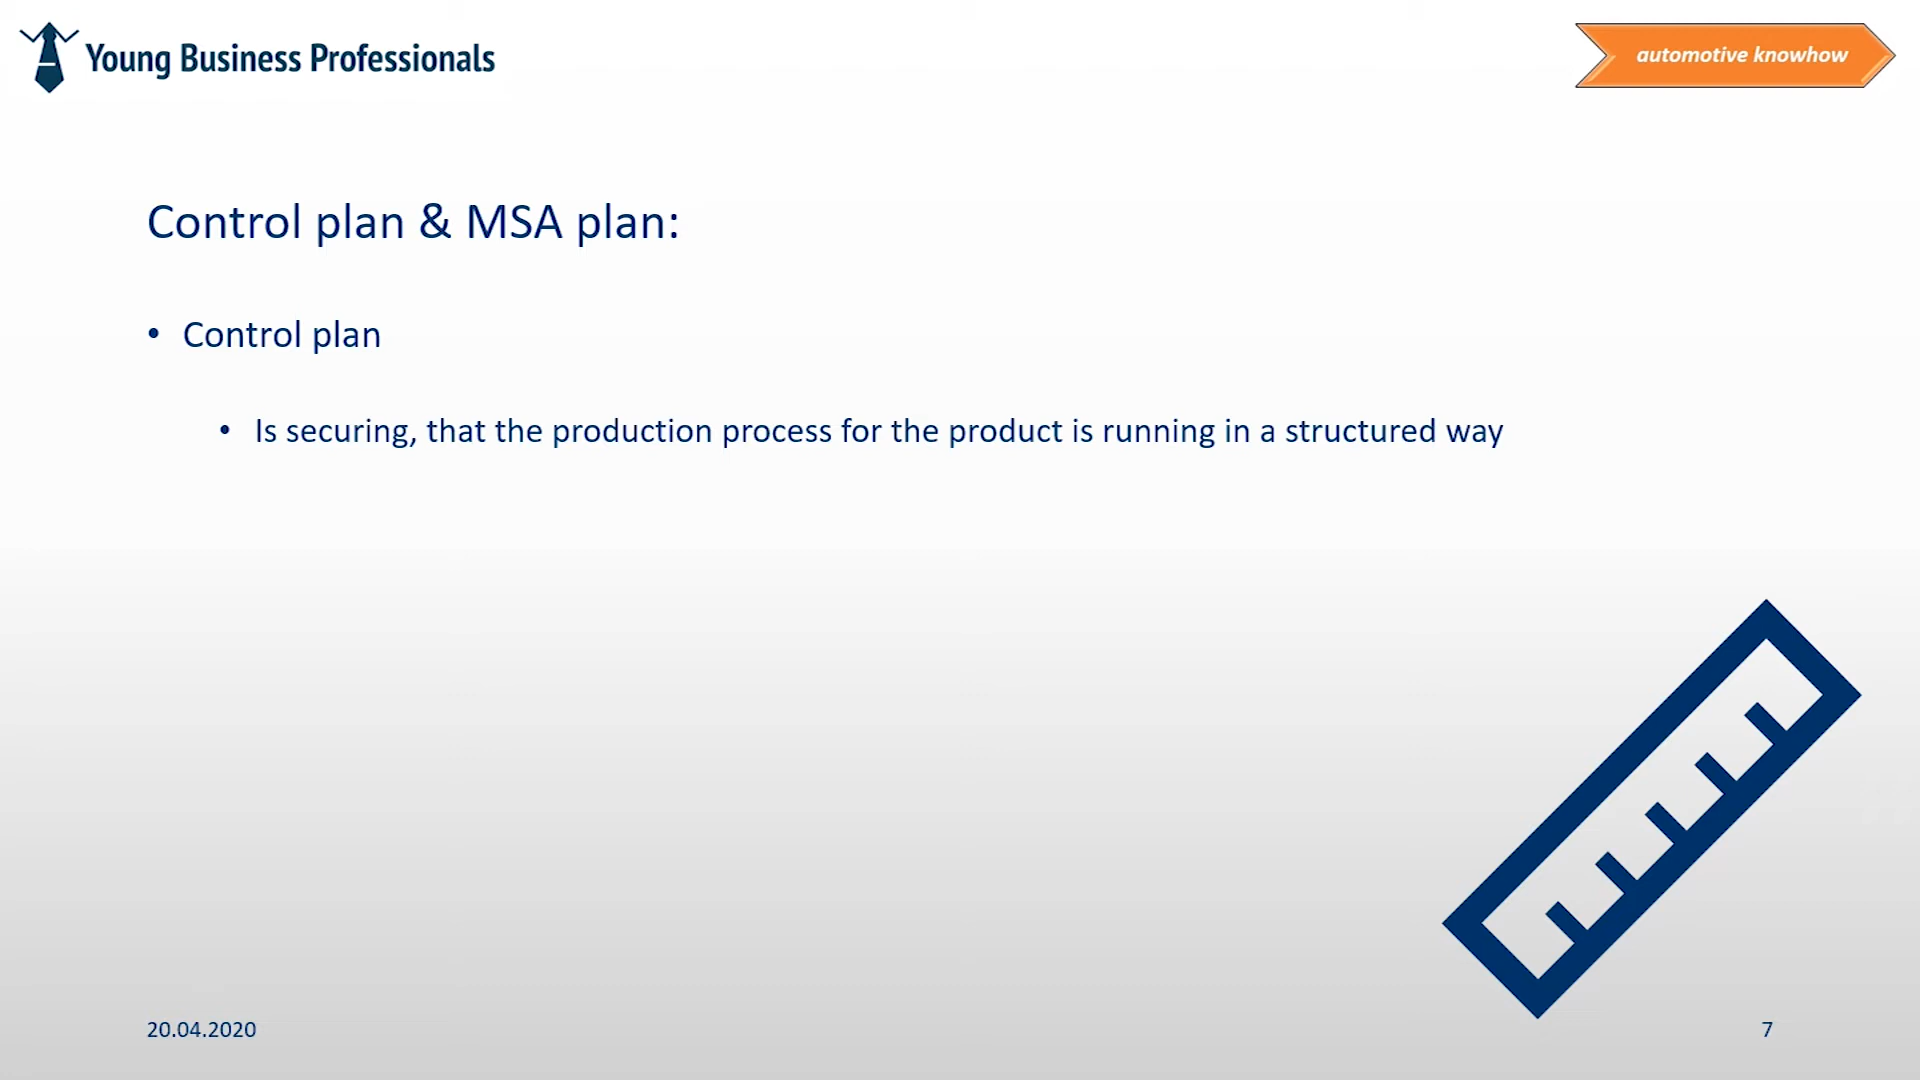 Young Business Professionals
automotive knowhow
Control plan & MSA plan:
• Control plan
• Is securing, that the production process for the product is running in a structured way
20.04.2020
7